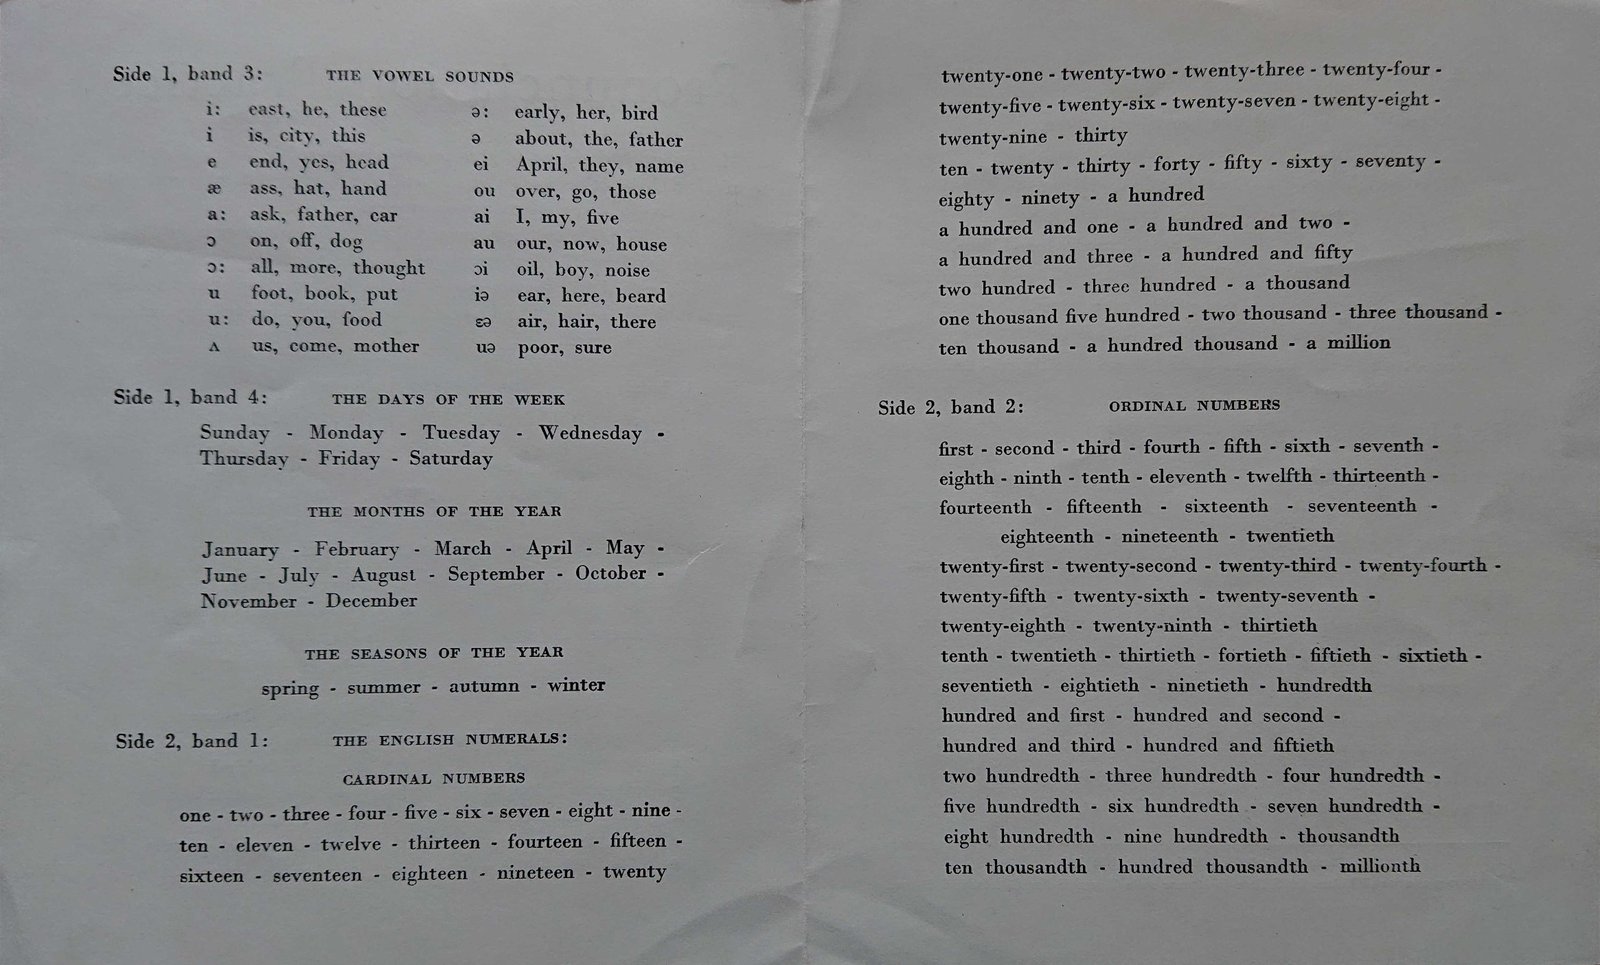 Side 1, band 3: THE VOWEL SOUNDS
i: east, he, these
i is, city, this
e end, yes, head
æ ass, hat, hand
a: ask, father, car
ɔ on, off, dog
ɔ: all, more, thought
u foot, book, put
u: do, you, food
ʌ us, come, mother
ə: early, her, bird
ə about, the, father
ei April, they, name
ou over, go, those
ai I, my, five
au our, now, house
ɔi oil, boy, noise
iə ear, here, beard
ɛə air, hair, there
uə poor, sure
Side 1, band 4: THE DAYS OF THE WEEK
Sunday - Monday - Tuesday - Wednesday -
Thursday - Friday - Saturday
THE MONTHS OF THE YEAR
January - February - March - April - May -
June - July - August - September - October -
November - December
THE SEASONS OF THE YEAR
spring - summer - autumn - winter
Side 2, band 1: THE ENGLISH NUMERALS:
CARDINAL NUMBERS
one - two - three - four - five - six - seven - eight - nine -
ten - eleven - twelve - thirteen - fourteen - fifteen -
sixteen - seventeen - eighteen - nineteen - twenty
twenty-one - twenty-two - twenty-three - twenty-four -
twenty-five - twenty-six - twenty-seven - twenty-eight -
twenty-nine - thirty
ten - twenty - thirty - forty - fifty - sixty - seventy -
eighty - ninety - a hundred
a hundred and one - a hundred and two -
a hundred and three - a hundred and fifty
two hundred - three hundred - a thousand
one thousand five hundred - two thousand - three thousand -
ten thousand - a hundred thousand - a million
Side 2, band 2: ORDINAL NUMBERS
first - second - third - fourth - fifth - sixth - seventh -
eighth - ninth - tenth - eleventh - twelfth - thirteenth -
fourteenth - fifteenth - sixteenth - seventeenth -
eighteenth - nineteenth - twentieth
twenty-first - twenty-second - twenty-third - twenty-fourth -
twenty-fifth - twenty-sixth - twenty-seventh -
twenty-eighth - twenty-ninth - thirtieth
tenth - twentieth - thirtieth - fortieth - fiftieth - sixtieth -
seventieth - eightieth - ninetieth - hundredth
hundred and first - hundred and second -
hundred and third - hundred and fiftieth
two hundredth - three hundredth - four hundredth -
five hundredth - six hundredth - seven hundredth -
eight hundredth - nine hundredth - thousandth
ten thousandth - hundred thousandth - millionth